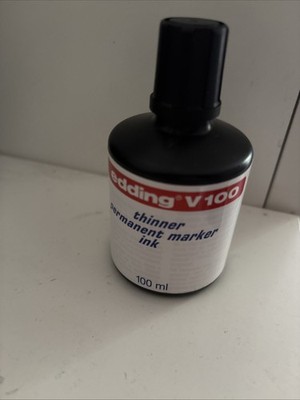 edding® V100
thinner
permanent marker
ink
100 ml